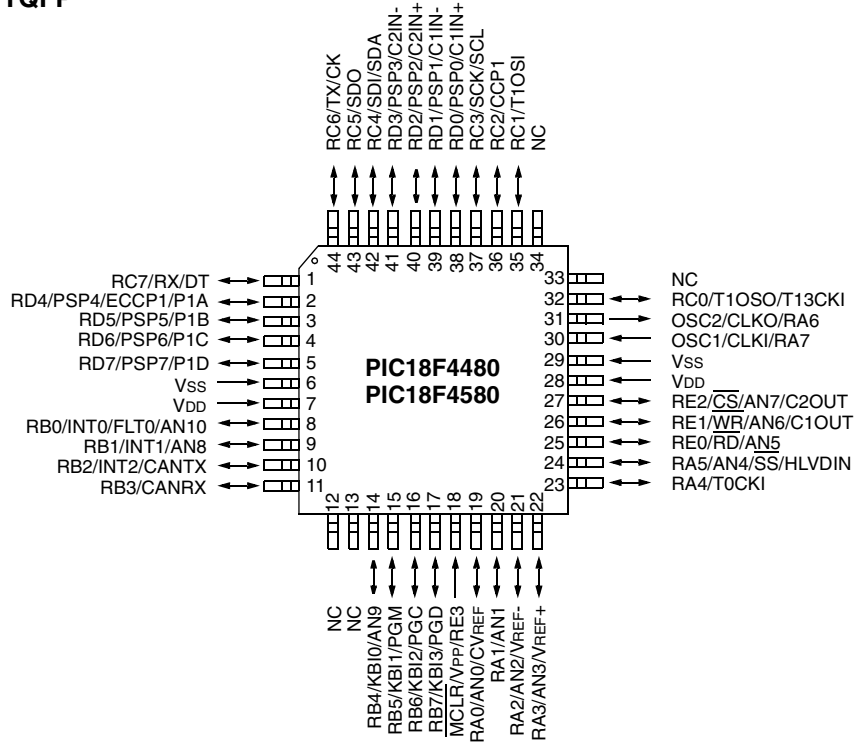 RC6/TX/CK
RC5/SDO
RC4/SDI/SDA
RD3/PSP3/C2IN-
RD2/PSP2/C2IN+
RD1/PSP1/C1IN-
RD0/PSP0/C1IN+
RC3/SCK/SCL
RC2/CCP1
RC1/T1OSI
NC
44
43
42
41
40
39
38
37
36
35
34
RC7/RX/DT 1
RD4/PSP4/ECCP1/P1A 2
RD5/PSP5/P1B 3
RD6/PSP6/P1C 4
RD7/PSP7/P1D 5
VSS 6
VDD 7
RB0/INT0/FLT0/AN10 8
RB1/INT1/AN8 9
RB2/INT2/CANTX 10
RB3/CANRX 11
PIC18F4480
PIC18F4580
33 NC
32 RC0/T1OSO/T13CKI
31 OSC2/CLKO/RA6
30 OSC1/CLKI/RA7
29 VSS
28 VDD
27 RE2/CS/AN7/C2OUT
26 RE1/WR/AN6/C1OUT
25 RE0/RD/AN5
24 RA5/AN4/SS/HLVDIN
23 RA4/T0CKI
12
13
14
15
16
17
18
19
20
21
22
NC
NC
RB4/KBI0/AN9
RB5/KBI1/PGM
RB6/KBI2/PGC
RB7/KBI3/PGD
MCLR/VPP/RE3
RA0/AN0/CVREF
RA1/AN1
RA2/AN2/VREF-
RA3/AN3/VREF+